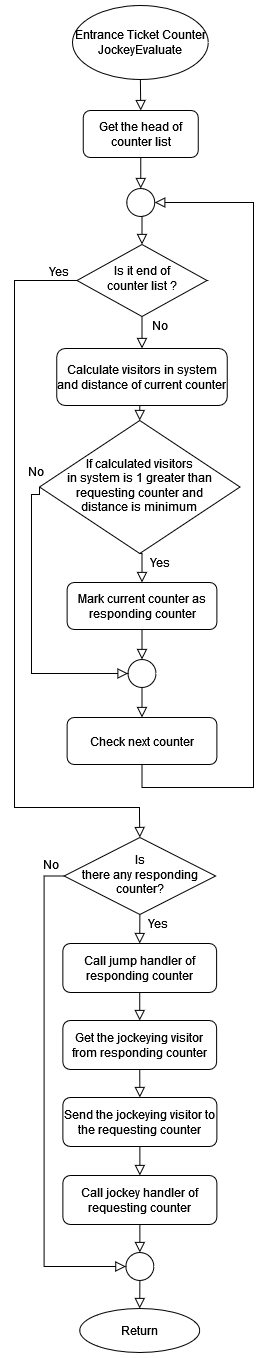 Entrance Ticket Counter
JockeyEvaluate
Get the head of
counter list
Is it end of
counter list ?
Yes
No
Calculate visitors in system
and distance of current counter
If calculated visitors
in system is 1 greater than
requesting counter and
distance is minimum
No
Yes
Mark current counter as
responding counter
Check next counter
Is
there any responding
counter?
No
Yes
Call jump handler of
responding counter
Get the jockeying visitor
from responding counter
Send the jockeying visitor to
the requesting counter
Call jockey handler of
requesting counter
Return